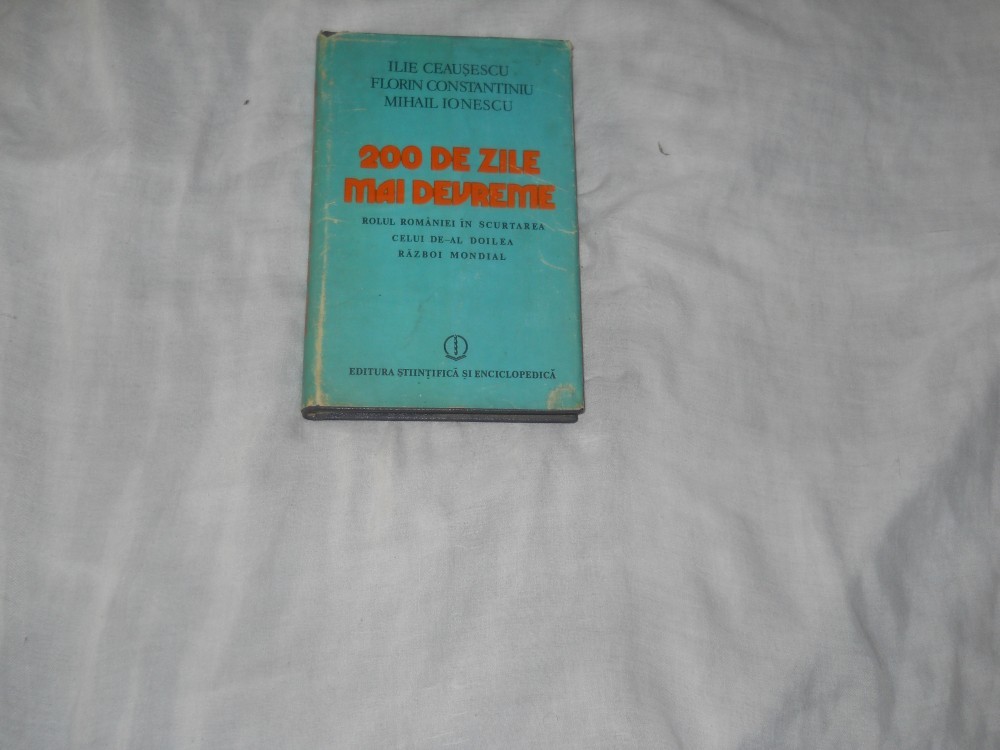 ILIE CEAUȘESCU
FLORIN CONSTANTINIU
MIHAIL IONESCU
200 DE ZILE
MAI DEVREME
ROLUL ROMÂNIEI ÎN SCURTAREA
CELUI DE-AL DOILEA
RĂZBOI MONDIAL
EDITURA ȘTIINȚIFICĂ ȘI ENCICLOPEDICĂ